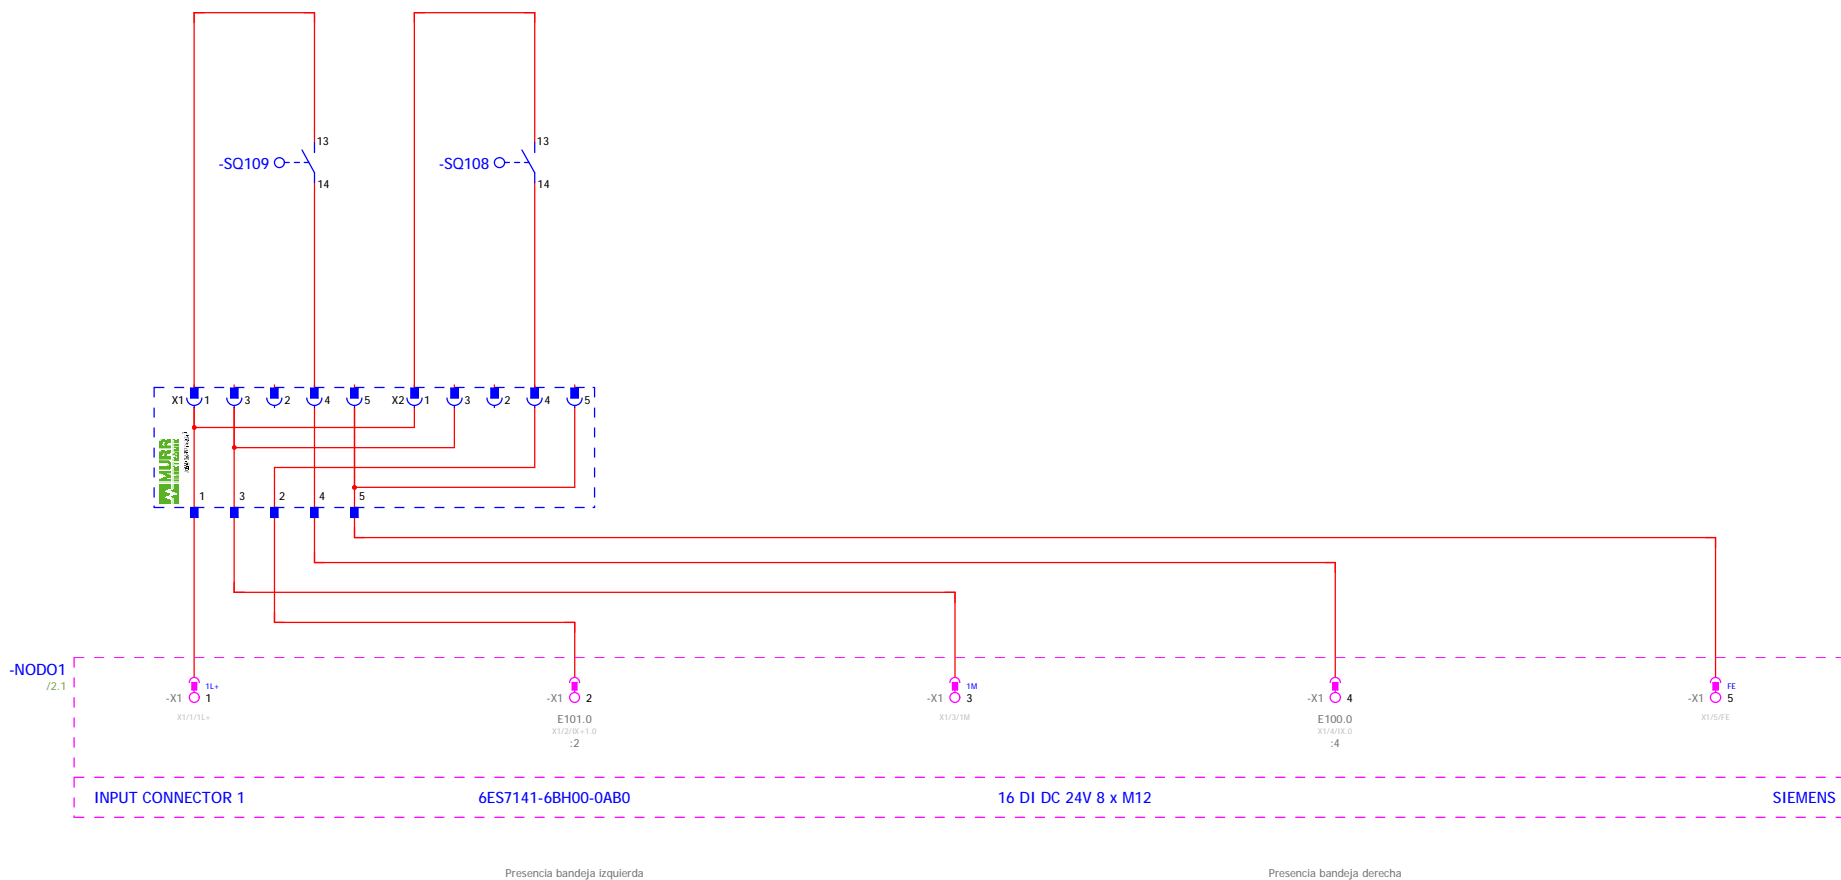 13 13
-SQ109 -SQ108
14 14
X1 1 3 2 4 5 X2 1 3 2 4 5
MURR
ELEKTRONIK
1 3 2 4 5
-NODO1
/2.1
1L+ 1M FE
-X1 1 -X1 2 -X1 3 -X1 4 -X1 5
X1/1/1L+ E101.0 X1/3/1M E100.0 X1/5/FE
X1/2/IX+1.0 X1/4/IX.0
:2 :4
INPUT CONNECTOR 1 6ES7141-6BH00-0AB0 16 DI DC 24V 8 x M12 SIEMENS
Presencia bandeja izquierda Presencia bandeja derecha